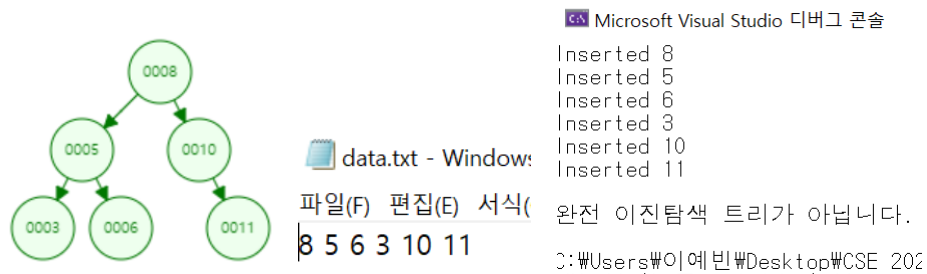 0008
0005
0010
0003
0006
0011
data.txt - Windows
파일(F) 편집(E) 서식(
8 5 6 3 10 11
Microsoft Visual Studio 디버그 콘솔
Inserted 8
Inserted 5
Inserted 6
Inserted 3
Inserted 10
Inserted 11
완전 이진탐색 트리가 아닙니다.
C:₩Users₩이예빈₩Desktop₩CSE 202